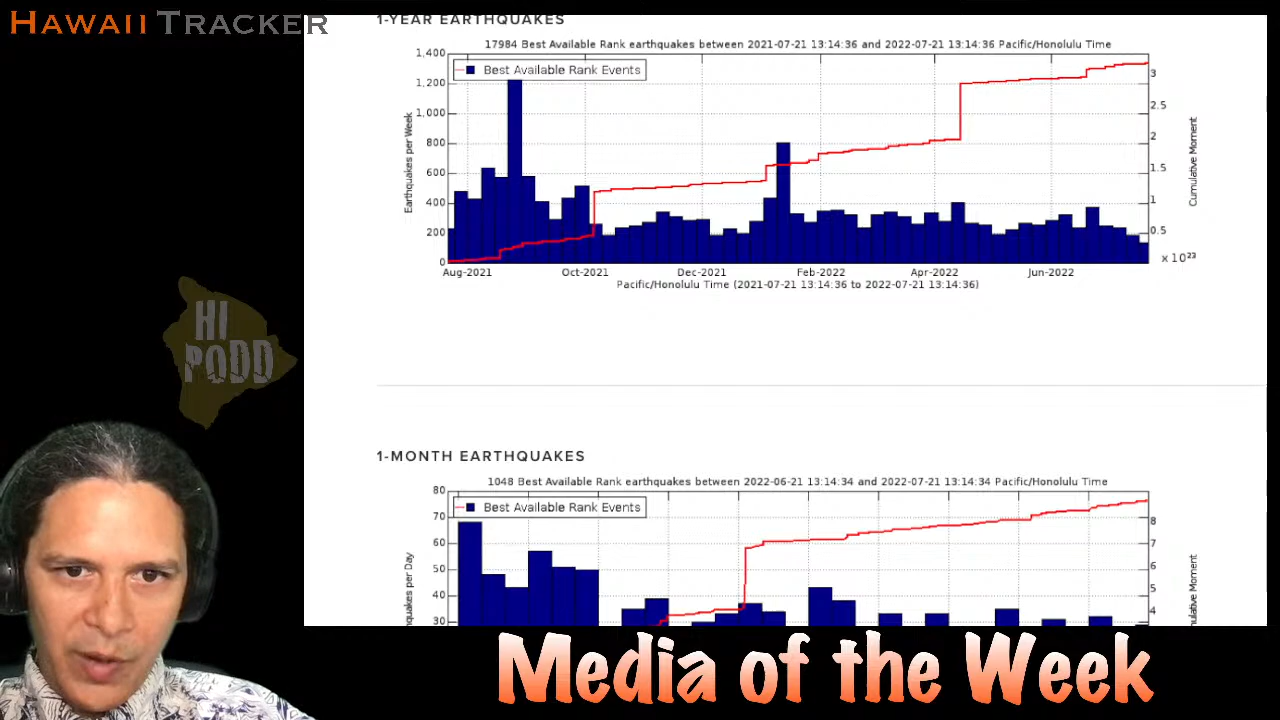 HAWAII TRACKER
1-YEAR EARTHQUAKES
17984 Best Available Rank earthquakes between 2021-07-21 13:14:36 and 2022-07-21 13:14:36 Pacific/Honolulu Time
Best Available Rank Events
1,400
1,200
1,000
800
600
400
200
0
Earthquakes per Week
3
2.5
2
1.5
1
0.5
x 10²³
Cumulative Moment
Aug-2021 Oct-2021 Dec-2021 Feb-2022 Apr-2022 Jun-2022
Pacific/Honolulu Time (2021-07-21 13:14:36 to 2022-07-21 13:14:36)
HI
PODD
1-MONTH EARTHQUAKES
1048 Best Available Rank earthquakes between 2022-06-21 13:14:34 and 2022-07-21 13:14:34 Pacific/Honolulu Time
Best Available Rank Events
80
70
60
50
40
30
quakes per Day
8
7
6
5
4
Moment
Media of the Week